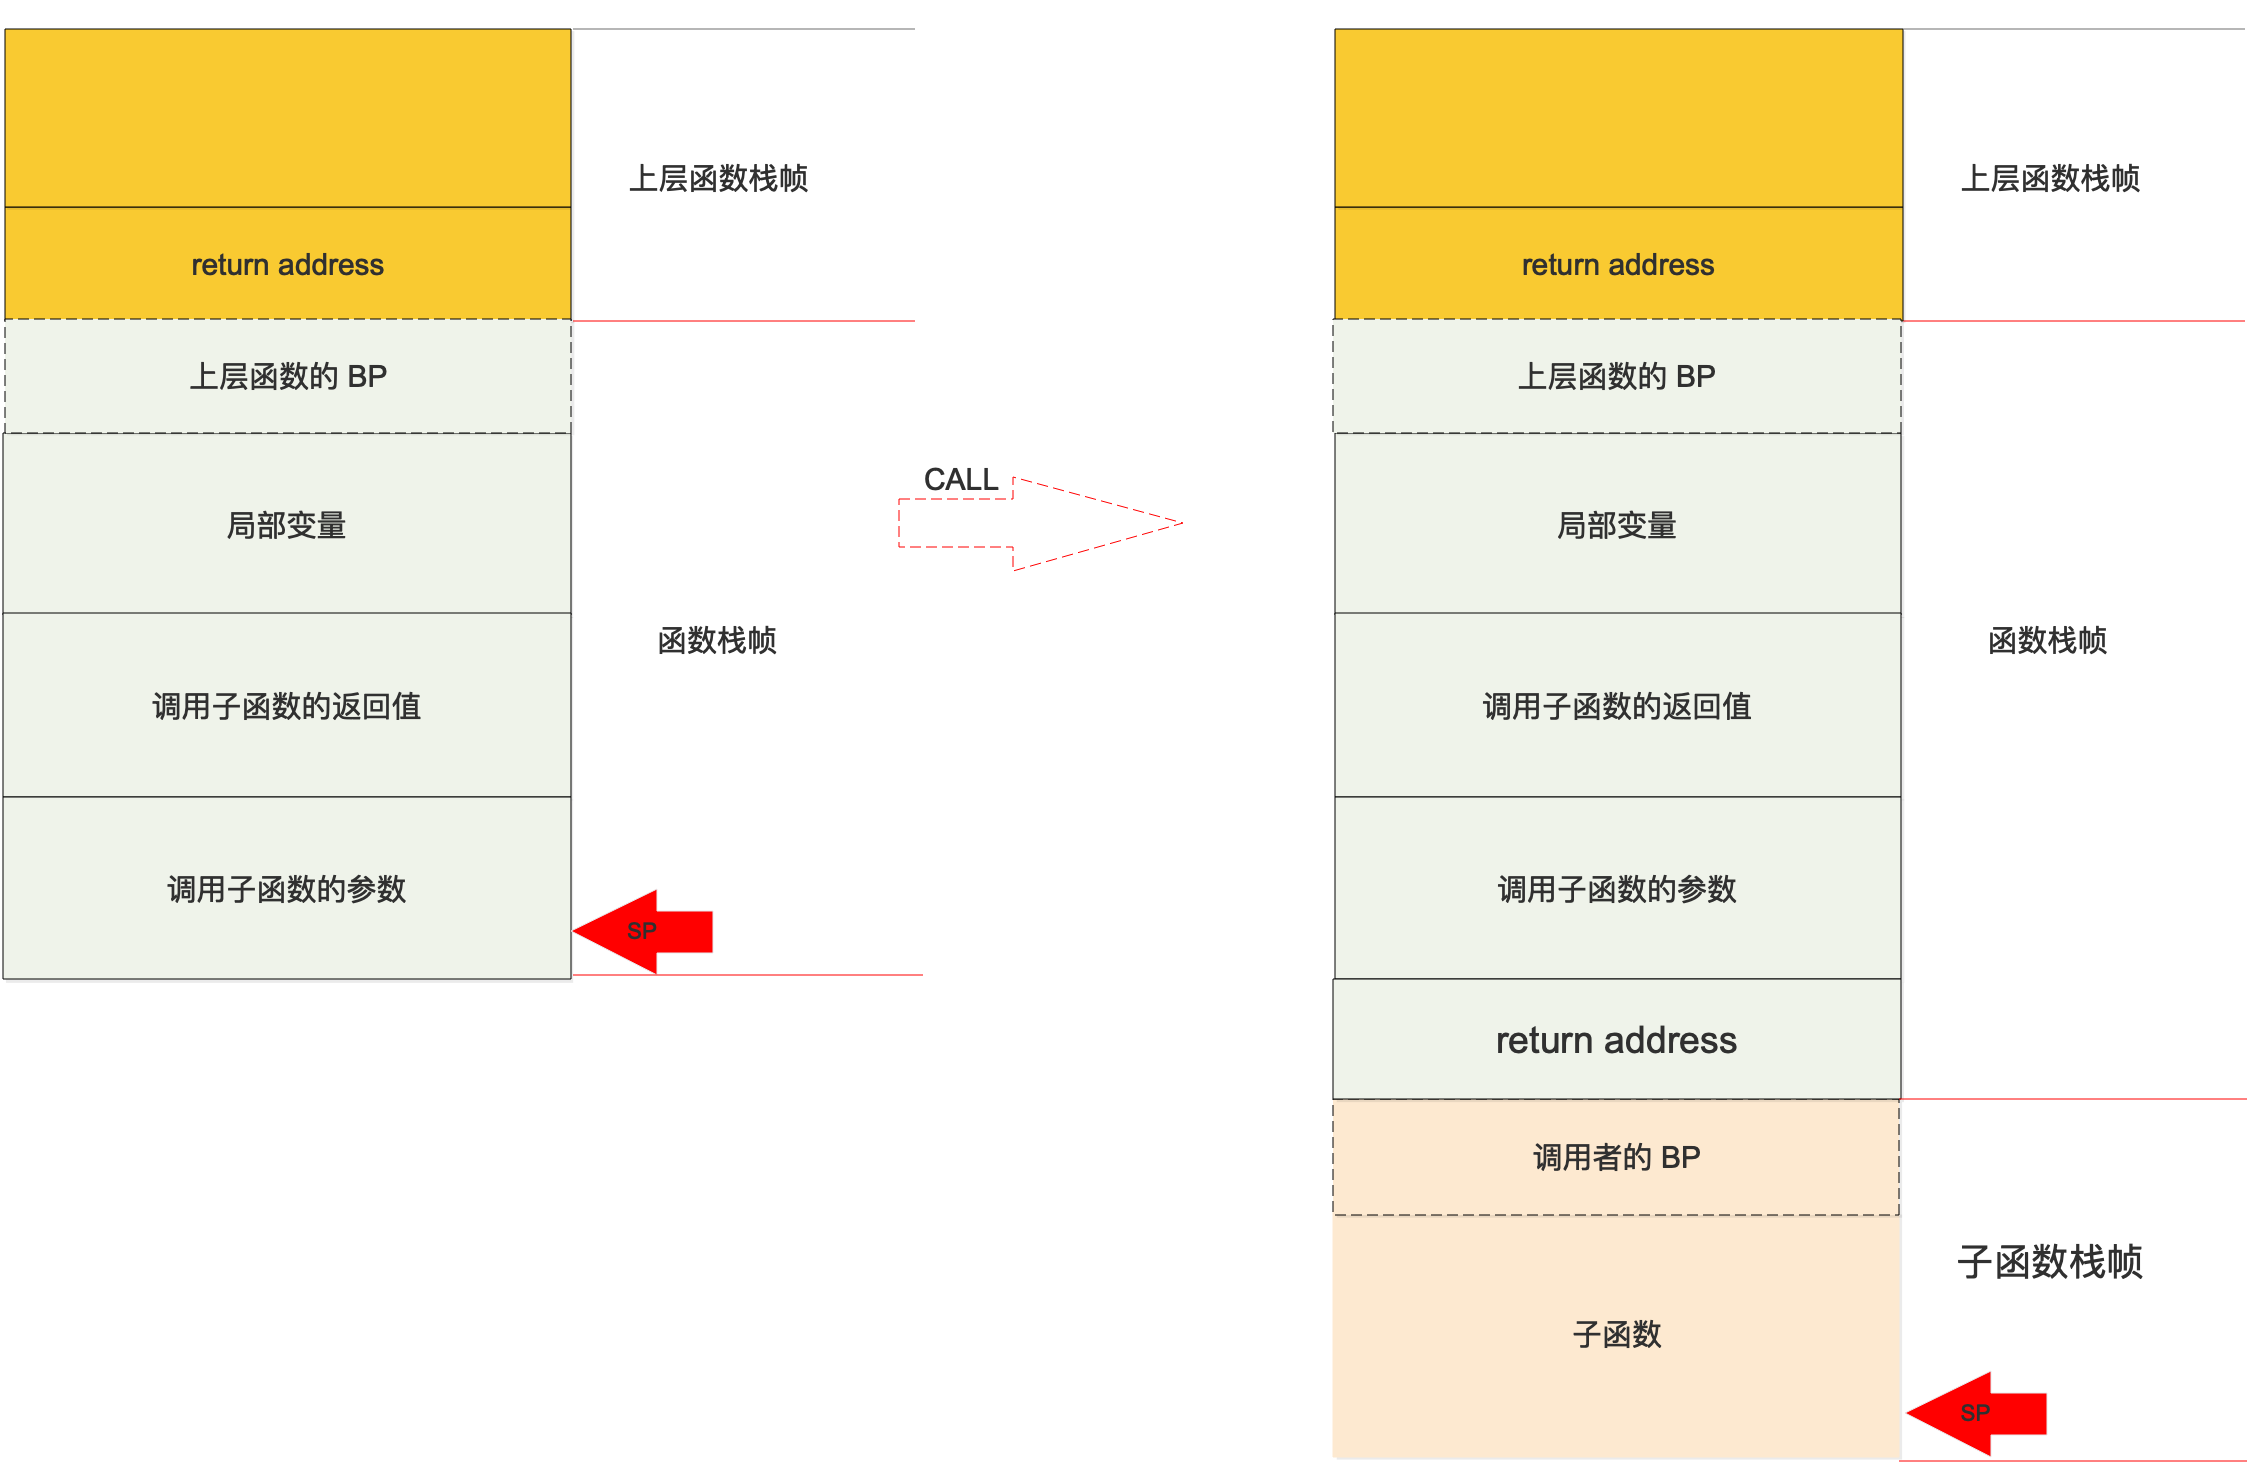 上层函数栈帧
return address
上层函数的 BP
局部变量
函数栈帧
调用子函数的返回值
调用子函数的参数
SP
CALL
上层函数栈帧
return address
上层函数的 BP
局部变量
函数栈帧
调用子函数的返回值
调用子函数的参数
return address
调用者的 BP
子函数栈帧
子函数
SP